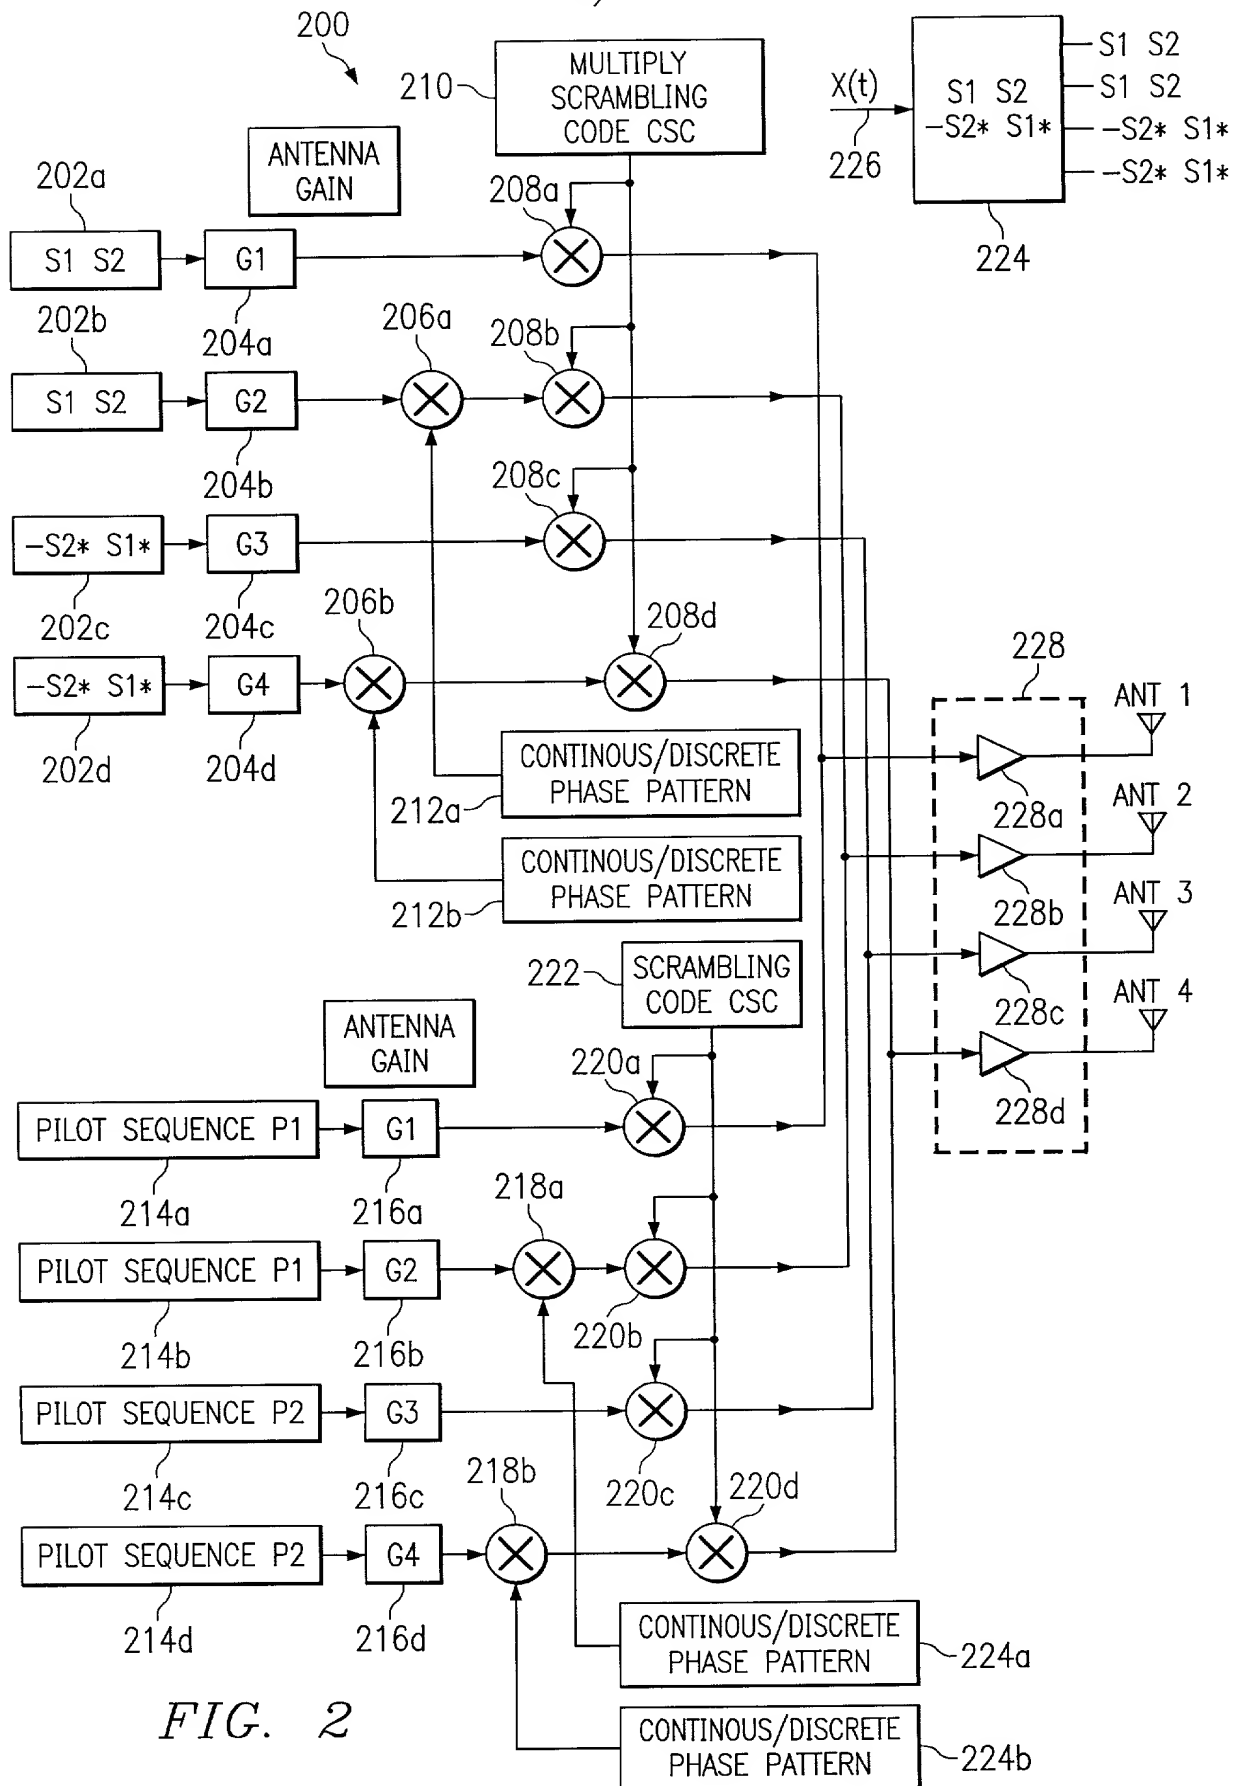 200
210
MULTIPLY
SCRAMBLING
CODE CSC
X(t)
226
S1 S2
-S2* S1*
S1 S2
S1 S2
-S2* S1*
-S2* S1*
224
ANTENNA
GAIN
202a
S1 S2
G1
204a
208a
202b
S1 S2
G2
204b
206a
208b
-S2* S1*
202c
G3
204c
208c
-S2* S1*
202d
G4
204d
206b
208d
CONTINOUS/DISCRETE
PHASE PATTERN
212a
CONTINOUS/DISCRETE
PHASE PATTERN
212b
228
ANT 1
228a
ANT 2
228b
ANT 3
228c
ANT 4
228d
222
SCRAMBLING
CODE CSC
ANTENNA
GAIN
220a
PILOT SEQUENCE P1
G1
214a
216a
218a
PILOT SEQUENCE P1
G2
220b
214b
216b
PILOT SEQUENCE P2
G3
214c
216c
218b
220c
220d
PILOT SEQUENCE P2
G4
214d
216d
CONTINOUS/DISCRETE
PHASE PATTERN
224a
CONTINOUS/DISCRETE
PHASE PATTERN
224b
FIG. 2